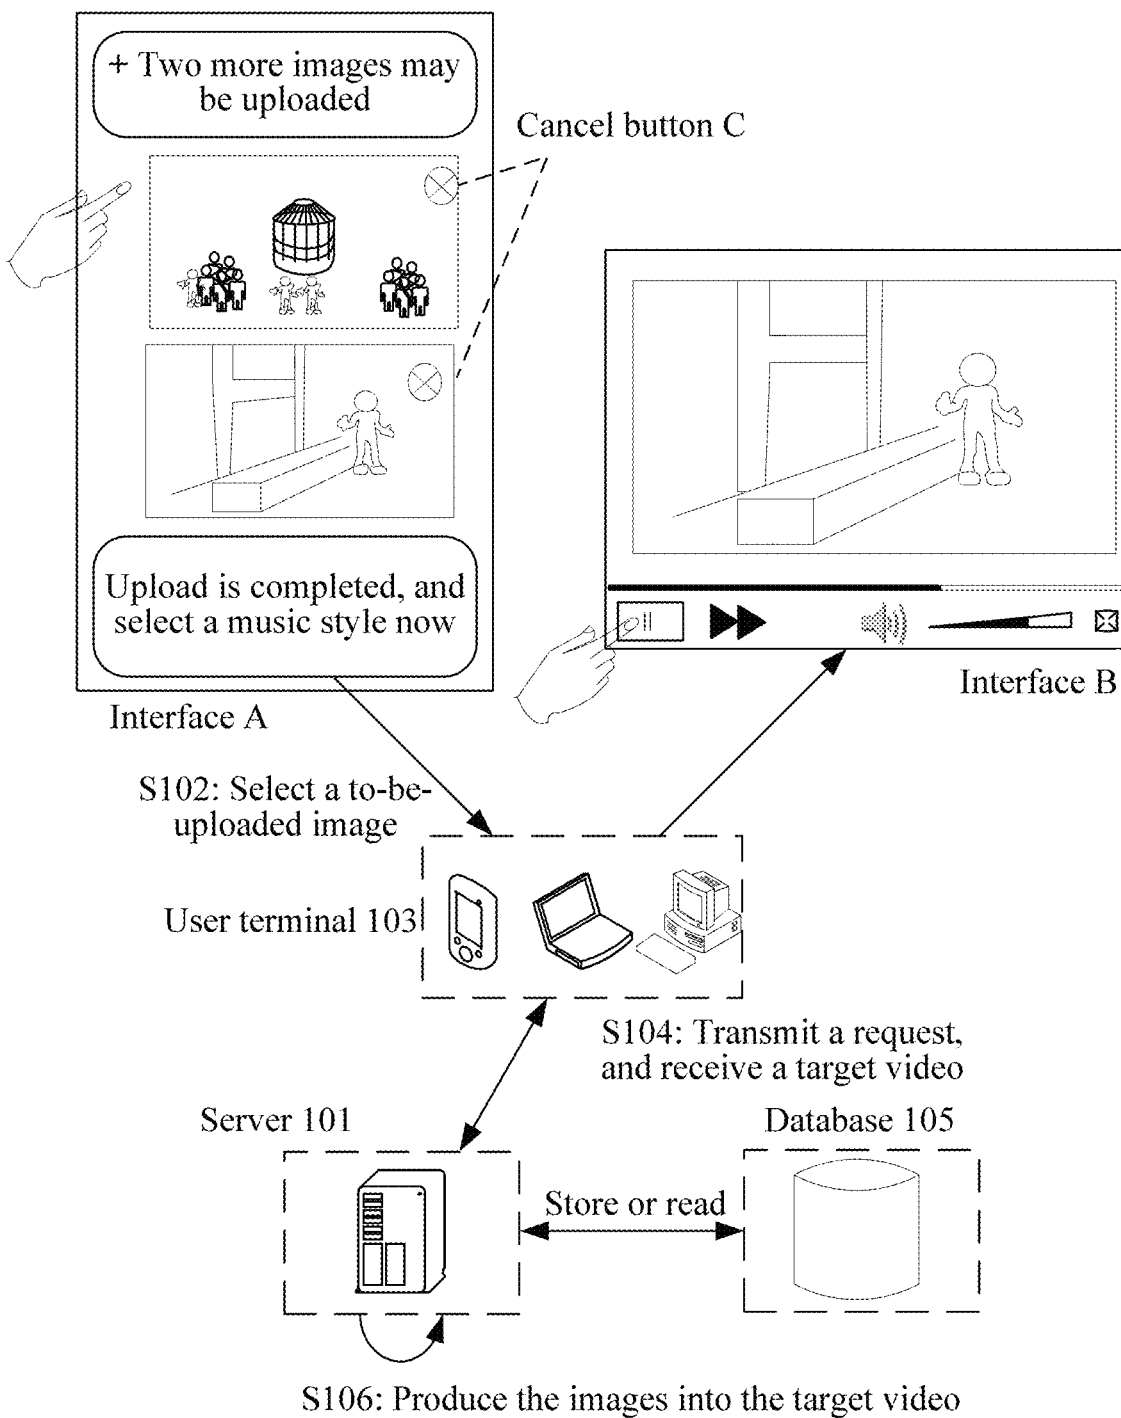 + Two more images may
be uploaded
Cancel button C
Upload is completed, and
select a music style now
Interface A
Interface B
S102: Select a to-be-
uploaded image
User terminal 103
S104: Transmit a request,
and receive a target video
Server 101
Database 105
Store or read
S106: Produce the images into the target video